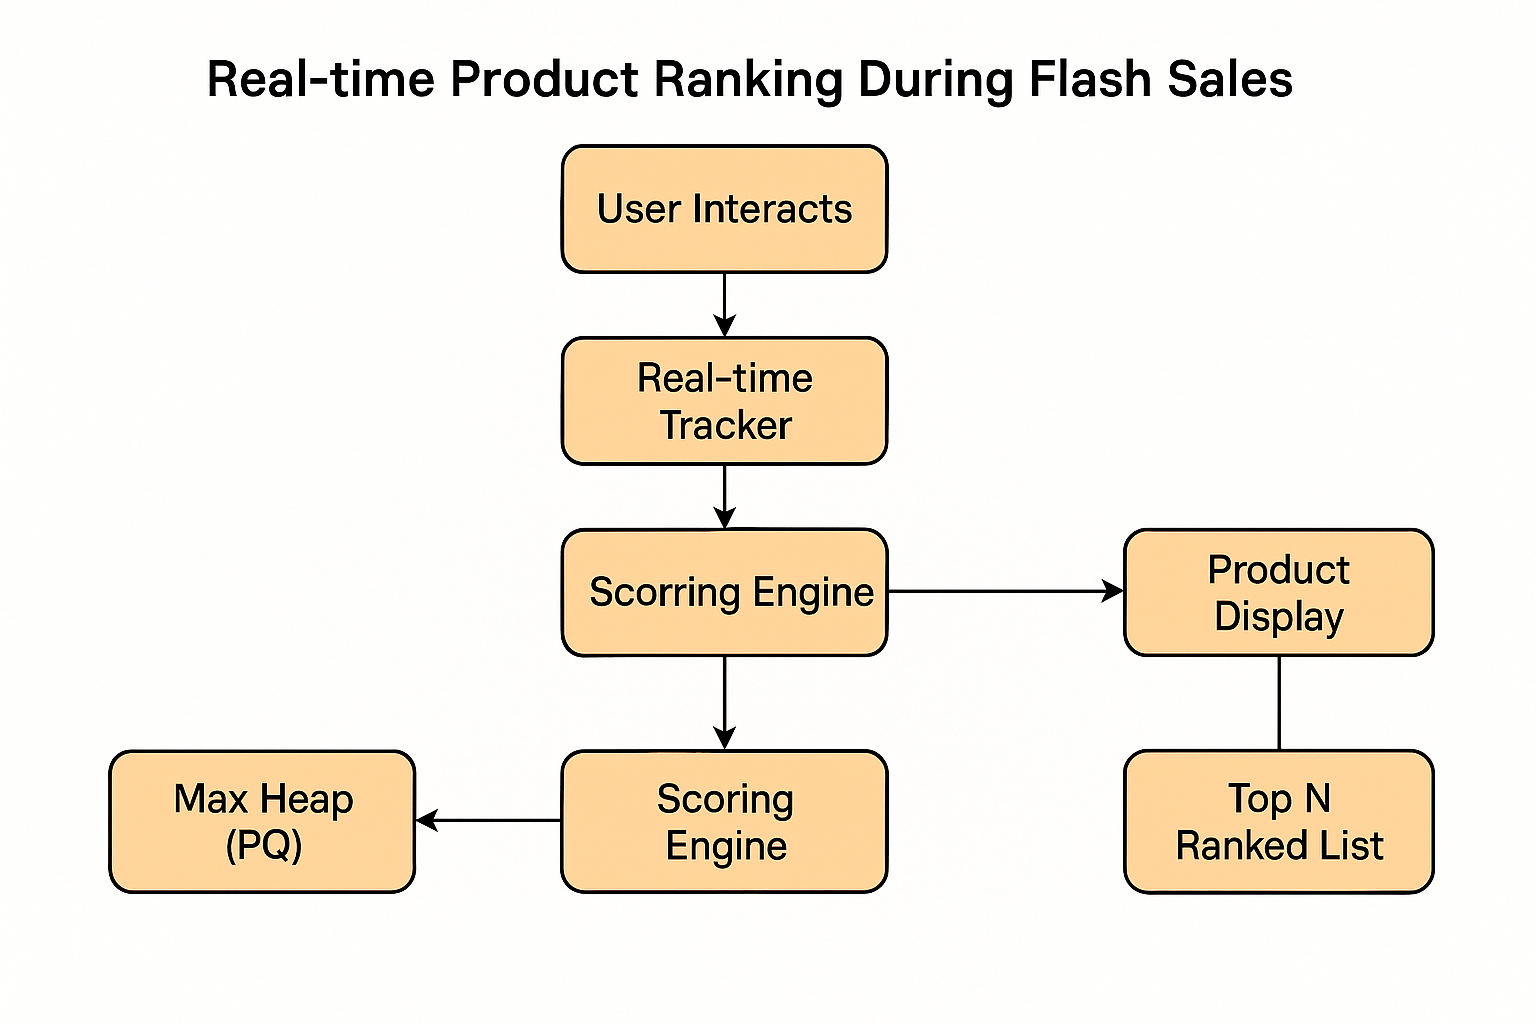 Real-time Product Ranking During Flash Sales
User Interacts
Real-time
Tracker
Scorring Engine
Product
Display
Max Heap
(PQ)
Scoring
Engine
Top N
Ranked List